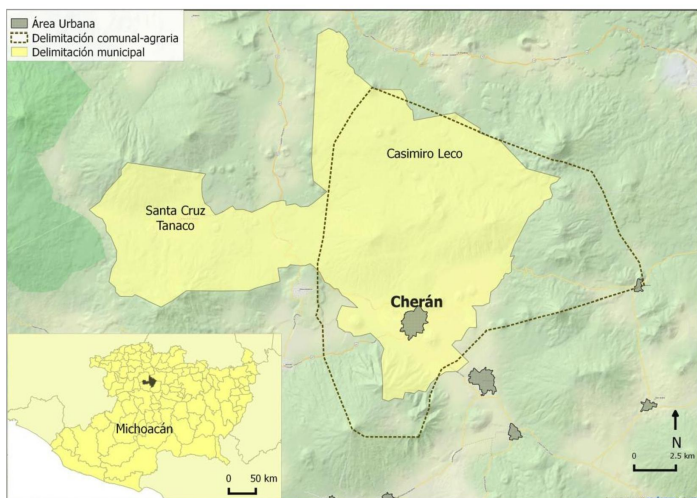 Área Urbana
Delimitación comunal-agraria
Delimitación municipal
Casimiro Leco
Santa Cruz
Tanaco
Cherán
Michoacán
0 50 km
N
0 2.5 km